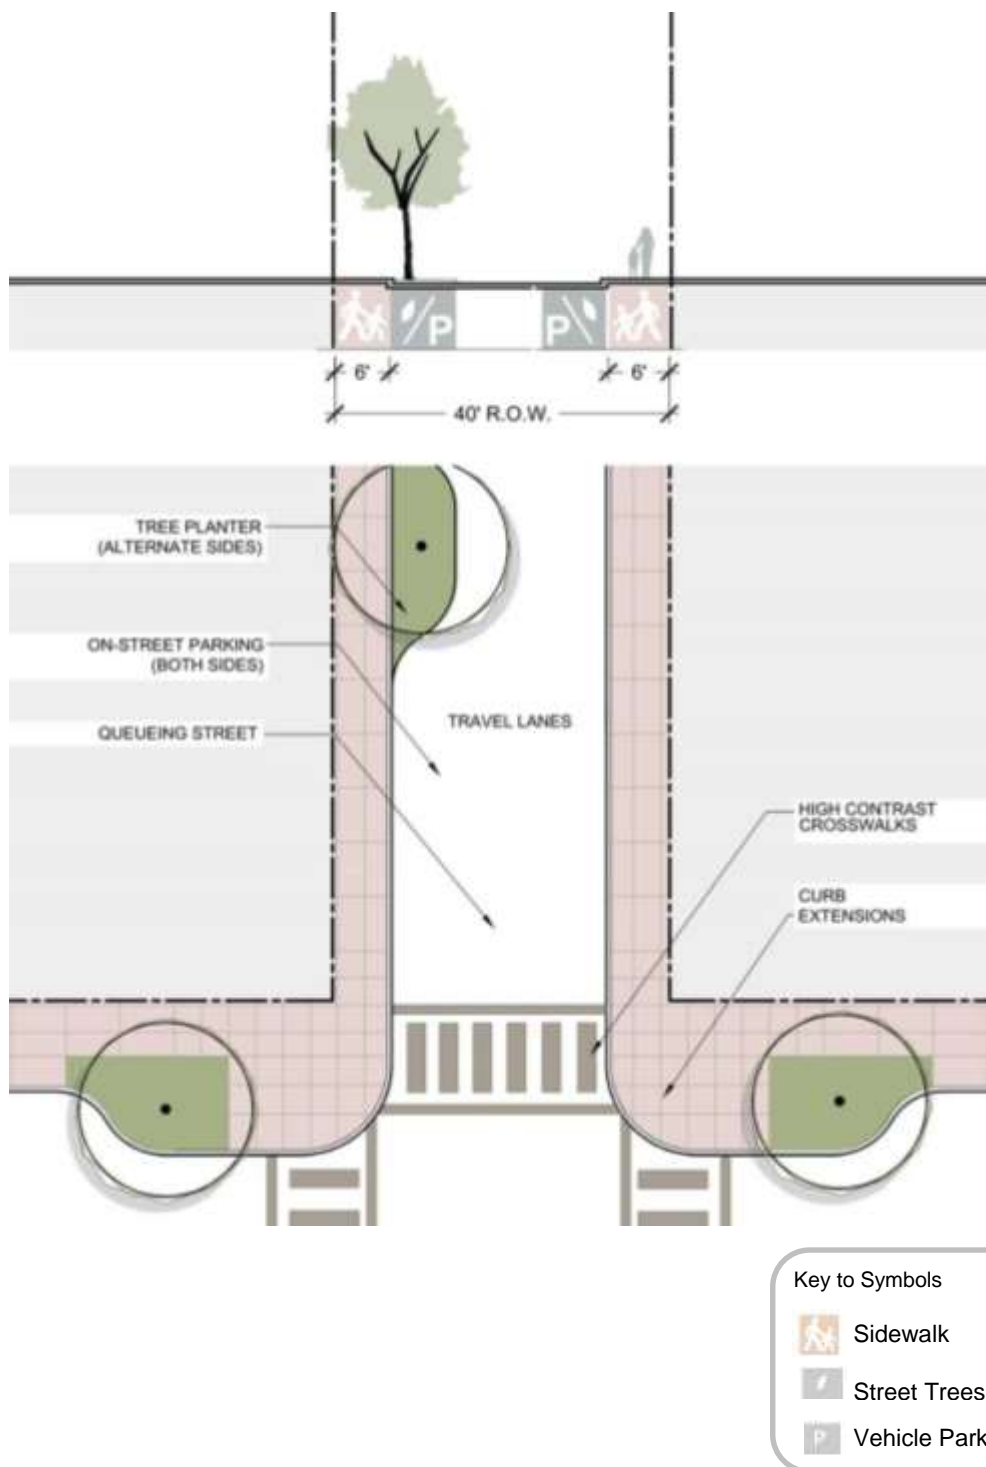 P P
6' 6'
40' R.O.W.
TREE PLANTER
(ALTERNATE SIDES)
ON-STREET PARKING
(BOTH SIDES)
TRAVEL LANES
QUEUEING STREET
HIGH CONTRAST
CROSSWALKS
CURB
EXTENSIONS
Key to Symbols
Sidewalk
Street Trees
P Vehicle Park